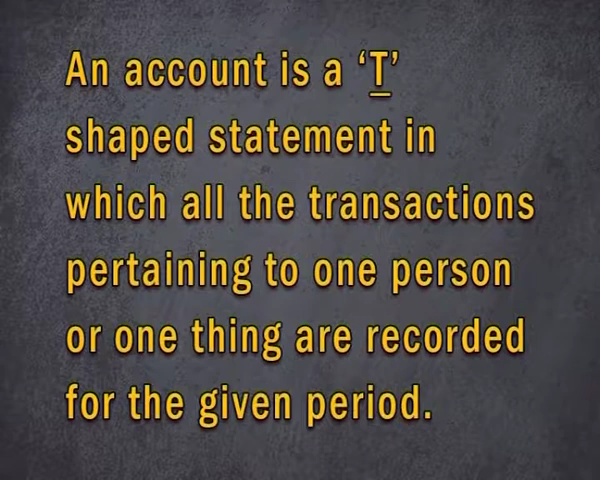 An account is a ‘T’
shaped statement in
which all the transactions
pertaining to one person
or one thing are recorded
for the given period.